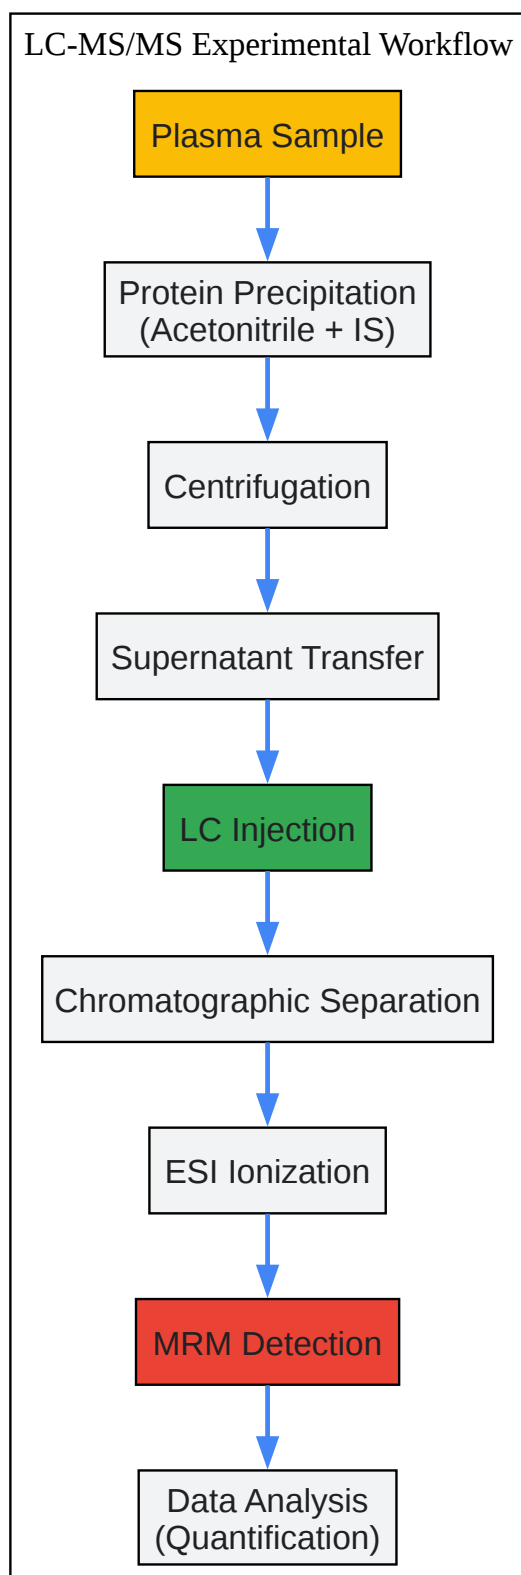 LC-MS/MS Experimental Workflow
Plasma Sample
Protein Precipitation
(Acetonitrile + IS)
Centrifugation
Supernatant Transfer
LC Injection
Chromatographic Separation
ESI Ionization
MRM Detection
Data Analysis
(Quantification)